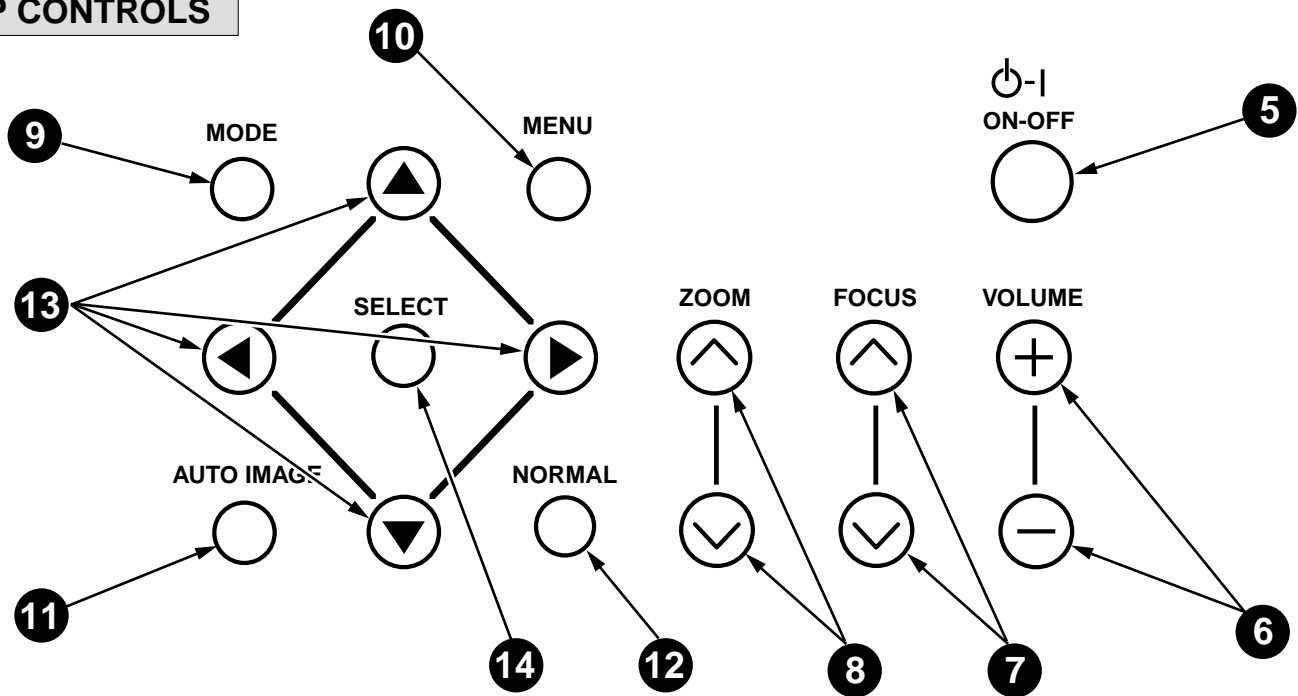 P CONTROLS
10
5
ON-OFF
9
MODE
MENU
13
SELECT
ZOOM
FOCUS
VOLUME
AUTO IMAGE
NORMAL
11
14
12
8
7
6